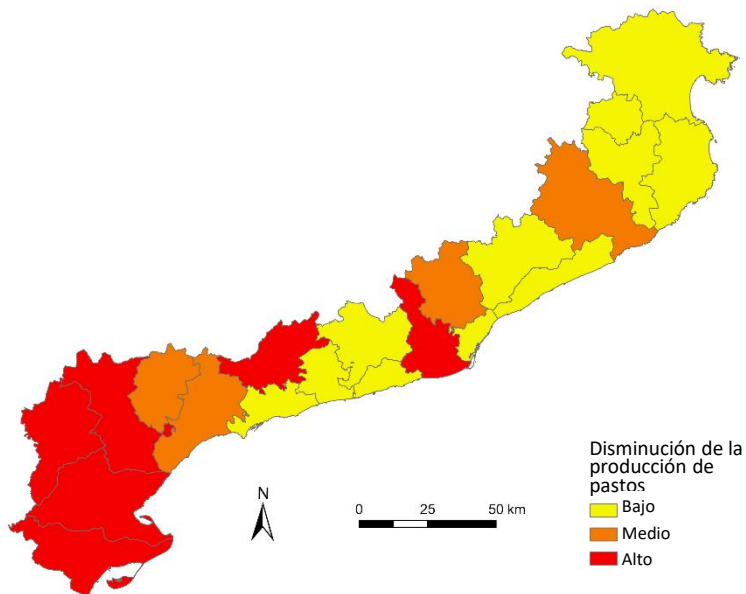 N
0 25 50 km
Disminución de la
producción de
pastos
Bajo
Medio
Alto